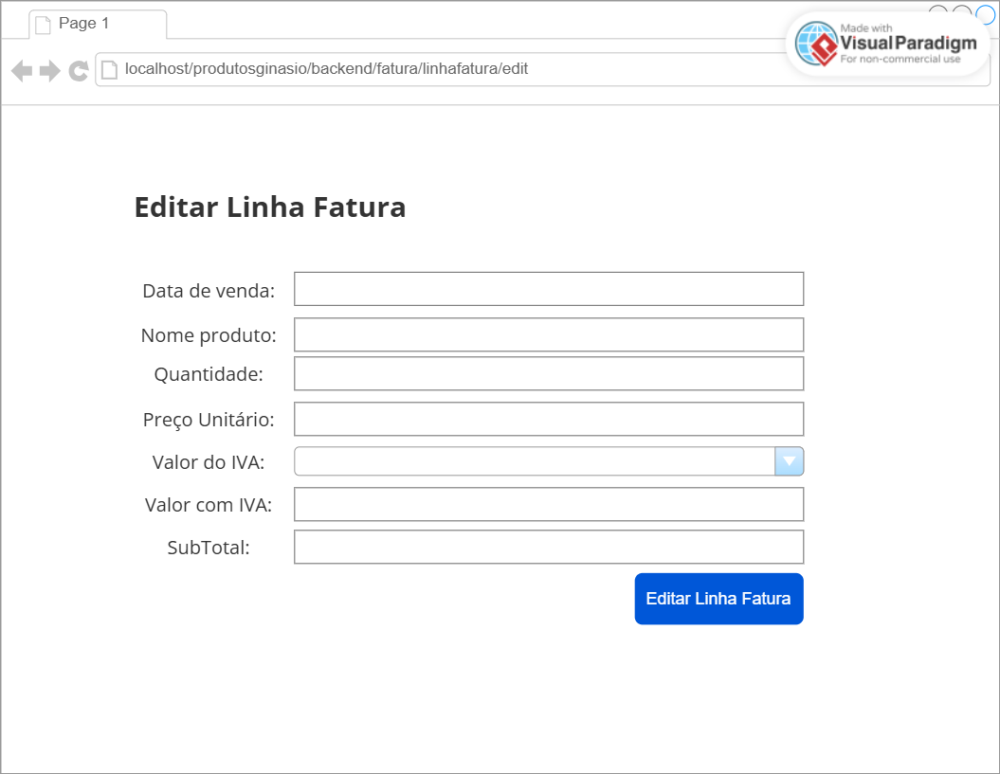 Page 1
Made with
Visual Paradigm
For non-commercial use
localhost/produtosginasio/backend/fatura/linhafatura/edit
Editar Linha Fatura
Data de venda:
Nome produto:
Quantidade:
Preço Unitário:
Valor do IVA:
Valor com IVA:
SubTotal:
Editar Linha Fatura